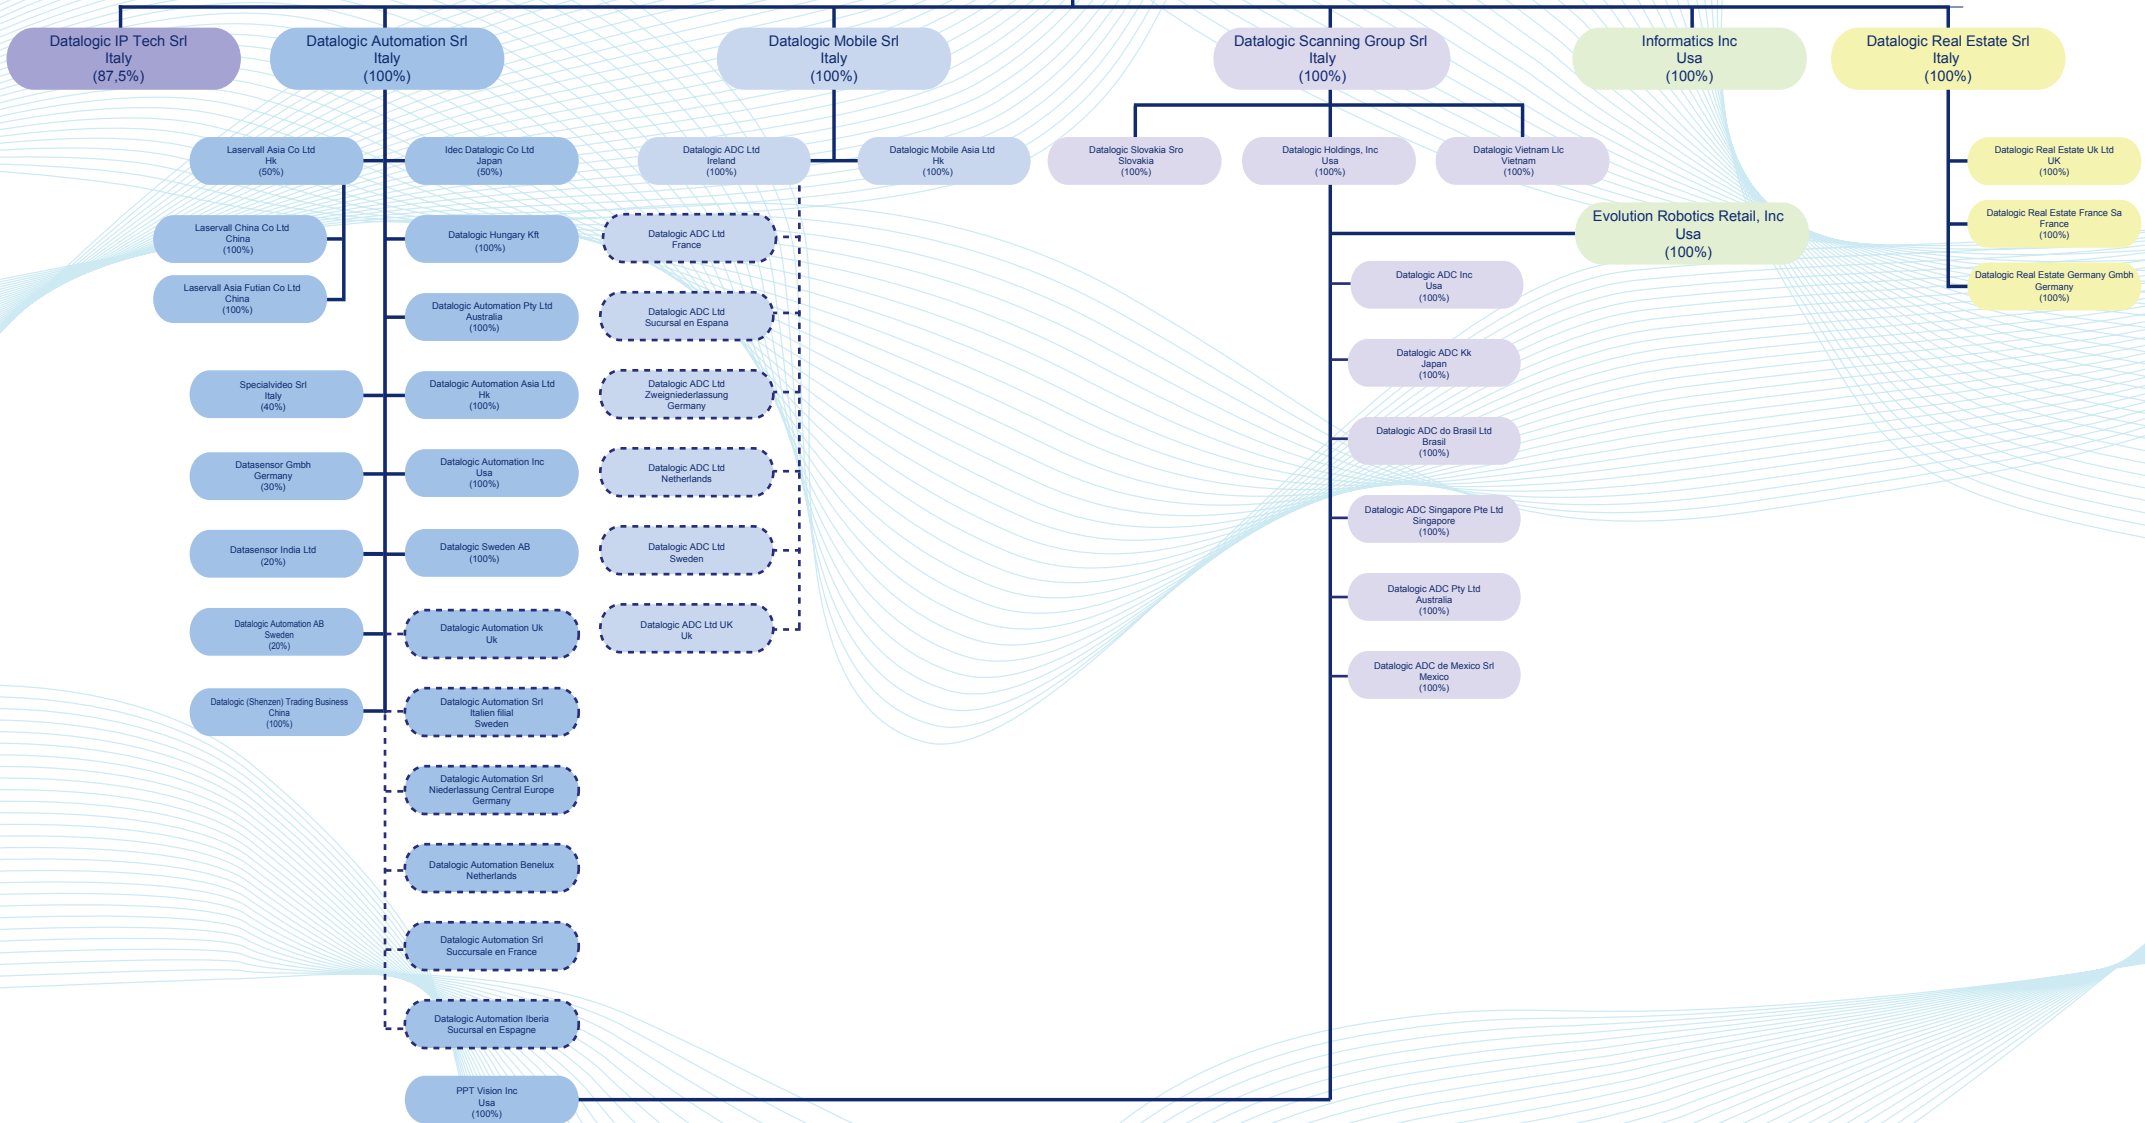 Datalogic IP Tech Srl
Italy
(87,5%)
Datalogic Automation Srl
Italy
(100%)
Datalogic Mobile Srl
Italy
(100%)
Datalogic Scanning Group Srl
Italy
(100%)
Informatics Inc
Usa
(100%)
Datalogic Real Estate Srl
Italy
(100%)
Laservall Asia Co Ltd
Hk
(50%)
Idec Datalogic Co Ltd
Japan
(50%)
Datalogic ADC Ltd
Ireland
(100%)
Datalogic Mobile Asia Ltd
Hk
(100%)
Datalogic Slovakia Sro
Slovakia
(100%)
Datalogic Holdings, Inc
Usa
(100%)
Datalogic Vietnam Llc
Vietnam
(100%)
Datalogic Real Estate Uk Ltd
UK
(100%)
Laservall China Co Ltd
China
(100%)
Datalogic Hungary Kft
(100%)
Datalogic ADC Ltd
France
Evolution Robotics Retail, Inc
Usa
(100%)
Datalogic Real Estate France Sa
France
(100%)
Laservall Asia Futian Co Ltd
China
(100%)
Datalogic Automation Pty Ltd
Australia
(100%)
Datalogic ADC Ltd
Sucursal en Espana
Datalogic ADC Inc
Usa
(100%)
Datalogic Real Estate Germany Gmbh
Germany
(100%)
Specialvideo Srl
Italy
(40%)
Datalogic Automation Asia Ltd
Hk
(100%)
Datalogic ADC Ltd
Zweigniederlassung
Germany
Datalogic ADC Kk
Japan
(100%)
Datasensor Gmbh
Germany
(30%)
Datalogic Automation Inc
Usa
(100%)
Datalogic ADC Ltd
Netherlands
Datalogic ADC do Brasil Ltd
Brasil
(100%)
Datasensor India Ltd
(20%)
Datalogic Sweden AB
(100%)
Datalogic ADC Ltd
Sweden
Datalogic ADC Singapore Pte Ltd
Singapore
(100%)
Datalogic Automation AB
Sweden
(20%)
Datalogic Automation Uk
Uk
Datalogic ADC Ltd UK
Uk
Datalogic ADC Pty Ltd
Australia
(100%)
Datalogic (Shenzen) Trading Business
China
(100%)
Datalogic Automation Srl
Italien filial
Sweden
Datalogic ADC de Mexico Srl
Mexico
(100%)
Datalogic Automation Srl
Niederlassung Central Europe
Germany
Datalogic Automation Benelux
Netherlands
Datalogic Automation Srl
Succursale en France
Datalogic Automation Iberia
Sucursal en Espagne
PPT Vision Inc
Usa
(100%)